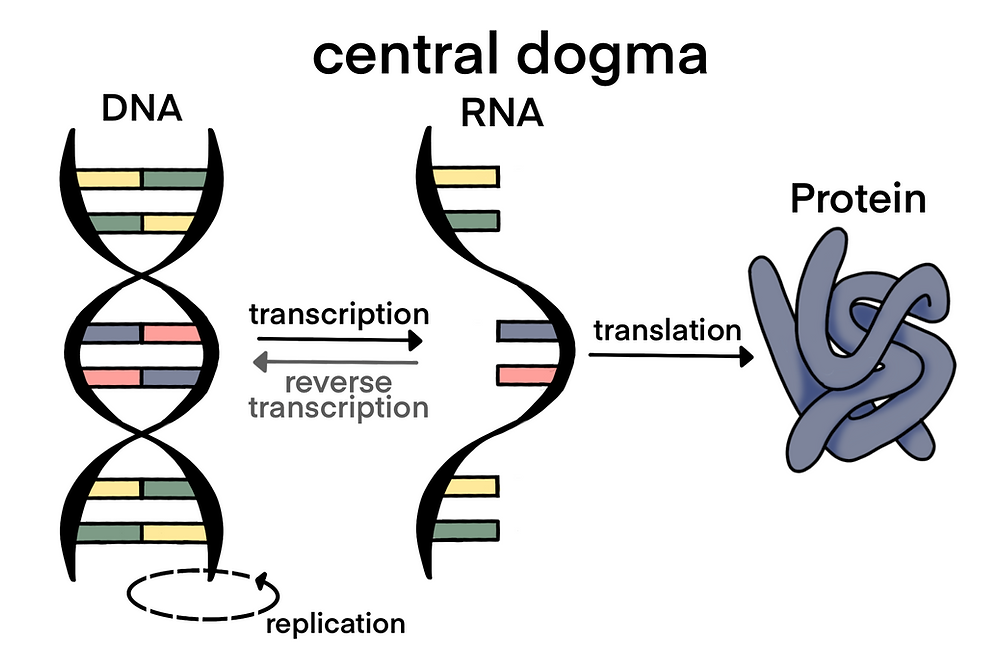 central dogma
DNA
RNA
Protein
transcription
translation
reverse
transcription
replication